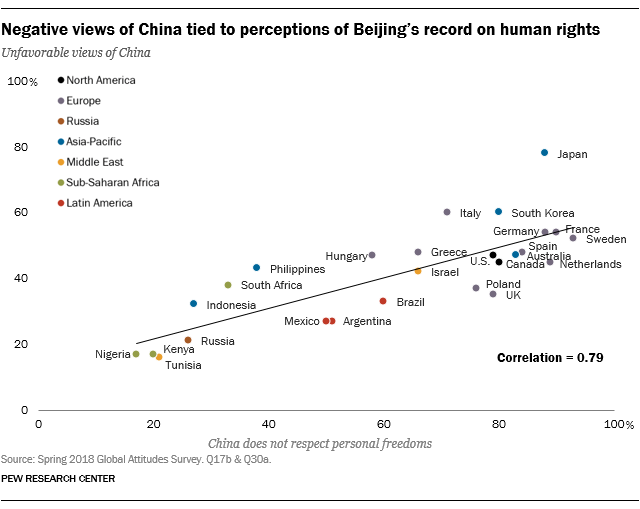 Negative views of China tied to perceptions of Beijing's record on human rights
Unfavorable views of China
100%
North America
Europe
Russia
Asia-Pacific
Middle East
Sub-Saharan Africa
Latin America
80
Japan
60
Italy
South Korea
Germany
France
Sweden
Spain
Hungary
Greece
Australia
U.S.
Canada
Netherlands
40
Philippines
Israel
South Africa
Poland
UK
Indonesia
Brazil
Mexico
Argentina
Russia
20
Nigeria
Kenya
Tunisia
Correlation = 0.79
0
0
20
40
60
80
100%
China does not respect personal freedoms
Source: Spring 2018 Global Attitudes Survey. Q17b & Q30a.
PEW RESEARCH CENTER